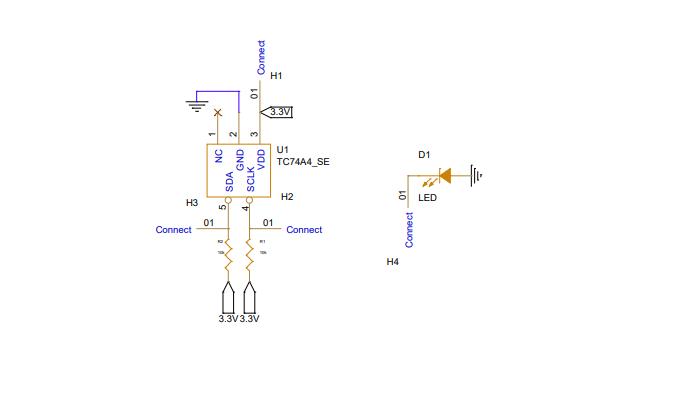 Connect
H1
01
3.3V
1
2
3
U1
TC74A4_SE
NC
GND
VDD
SDA
SCLK
H3
5
4
H2
Connect
01
01
Connect
R2
10k
R1
10k
3.3V
3.3V
D1
LED
01
Connect
H4